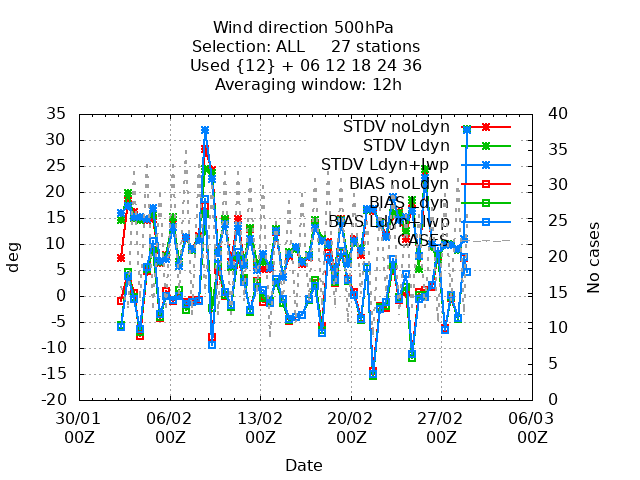 Wind direction 500hPa
Selection: ALL 27 stations
Used {12} + 06 12 18 24 36
Averaging window: 12h
35 40
30 35
25 30
20 25
15 20
10 15
5 10
0 5
-5 0
-10
-15
-20
STDV noLdyn
STDV Ldyn
STDV Ldyn+lwp
BIAS noLdyn
BIAS Ldyn
BIAS Ldyn+lwp
CASES
deg
No cases
30/01 06/02 13/02 20/02 27/02 06/03
00Z 00Z 00Z 00Z 00Z 00Z
Date